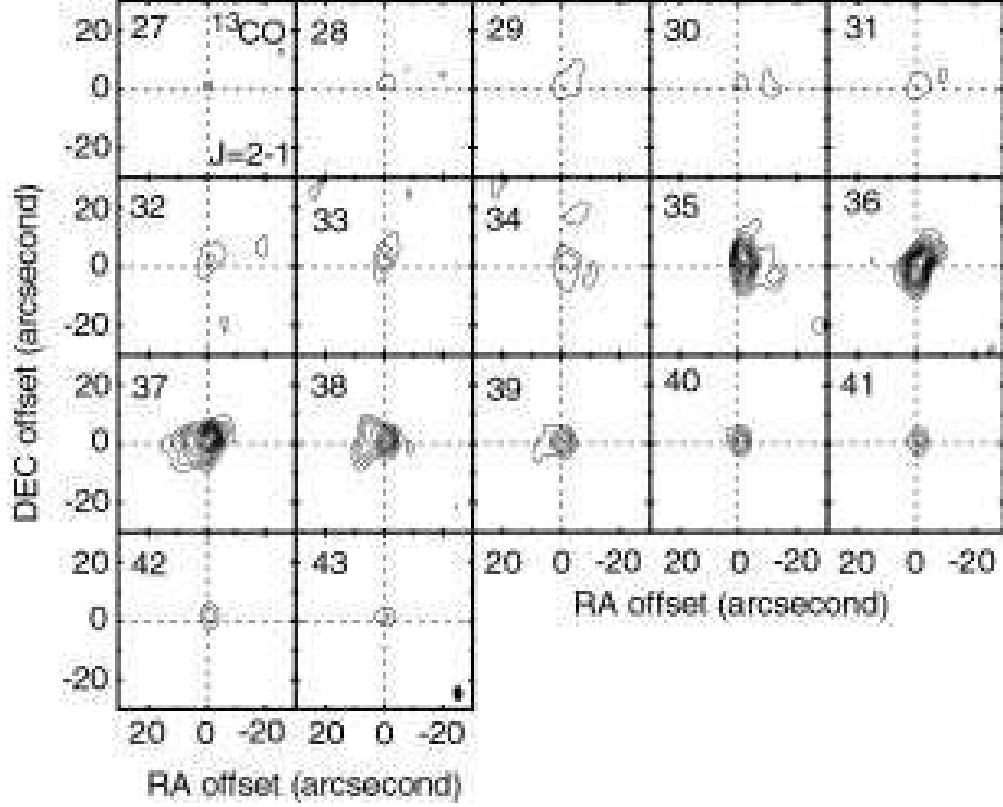 20 27 ¹³CO 28 29 30 31
0
-20 J=2-1
20 32 33 34 35 36
0
-20
20 37 38 39 40 41
0
-20
20 42 43 20 0 -20 20 0 -20 20 0 -20
0 RA offset (arcsecond)
-20
20 0 -20 20 0 -20
RA offset (arcsecond)
DEC offset (arcsecond)